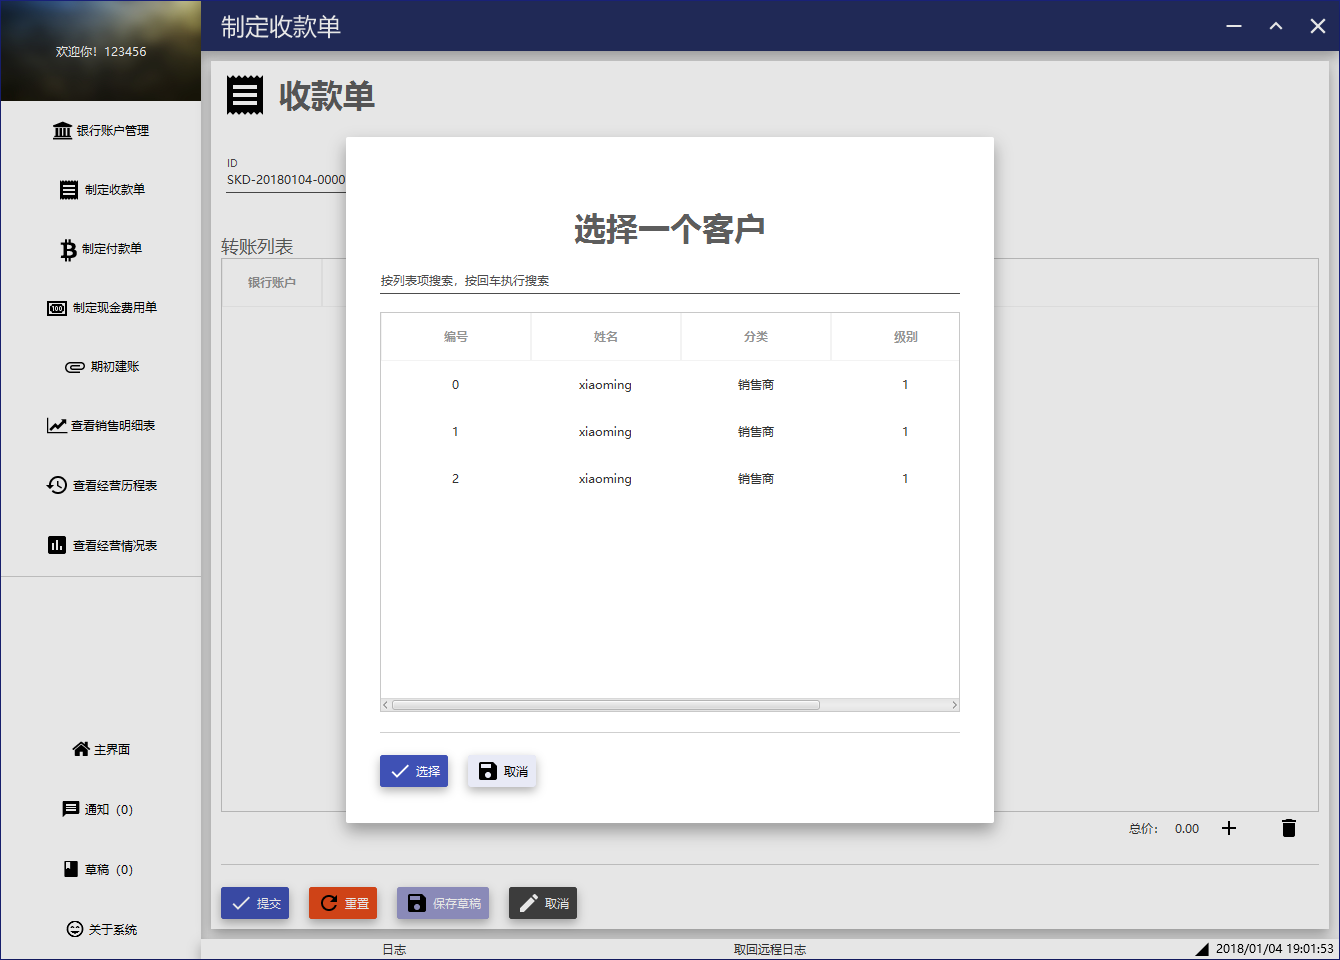 欢迎你！123456
制定收款单
银行账户管理
制定收款单
制定付款单
制定现金费用单
期初建账
查看销售明细表
查看经营历程表
查看经营情况表
主界面
通知（0）
草稿（0）
关于系统
收款单
ID
SKD-20180104-0000
转账列表
银行账户
选择一个客户
按列表项搜索，按回车执行搜索
编号 姓名 分类 级别
0 xiaoming 销售商 1
1 xiaoming 销售商 1
2 xiaoming 销售商 1
选择 取消
总价： 0.00
提交 重置 保存草稿 取消
日志 取回远程日志 2018/01/04 19:01:53